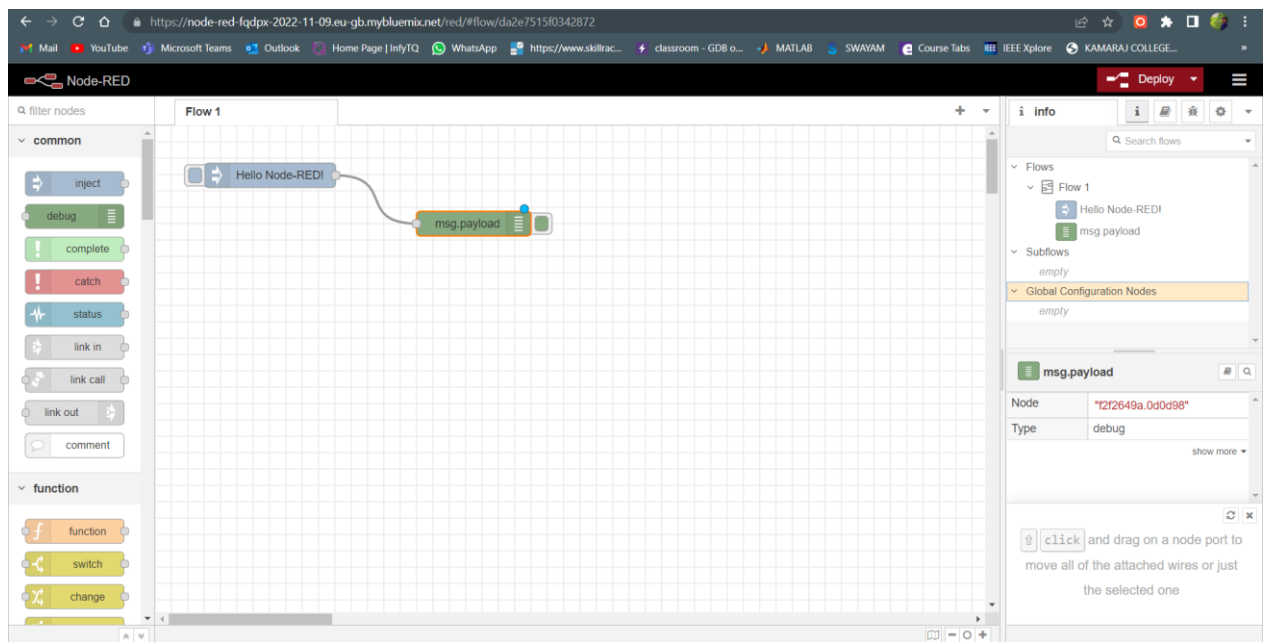 https://node-red-fqdpx-2022-11-09.eu-gb.mybluemix.net/red/#flow/da2e7515f0342872
Mail YouTube Microsoft Teams Outlook Home Page | InfyTQ WhatsApp https://www.skillrac... classroom - GDB o... MATLAB SWAYAM Course Tabs IEEE IEEE Xplore KAMARAJ COLLEGE... »
Node-RED Deploy
filter nodes
Flow 1
i info
i
Search flows
common
inject
debug
complete
catch
status
link in
link call
link out
comment
function
function
switch
change
Hello Node-RED!
msg.payload
Flows
Flow 1
Hello Node-RED!
msg.payload
Subflows
empty
Global Configuration Nodes
empty
msg.payload
Node "f2f2649a.0d0d98"
Type debug
show more
click and drag on a node port to
move all of the attached wires or just
the selected one